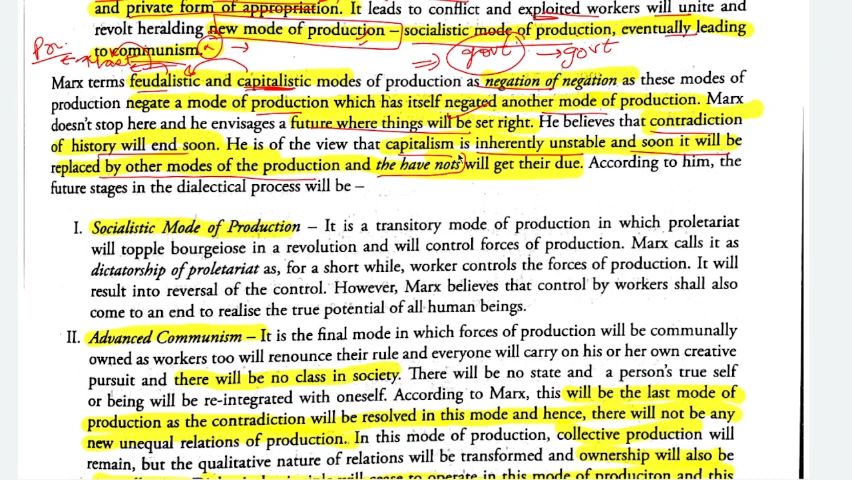 and private form of appropriation. It leads to conflict and exploited workers will unite and
revolt heralding new mode of production – socialistic mode of production, eventually leading
to communism.
govt → govt
Marx terms feudalistic and capitalistic modes of production as negation of negation as these modes of
production negate a mode of production which has itself negated another mode of production. Marx
doesn't stop here and he envisages a future where things will be set right. He believes that contradiction
of history will end soon. He is of the view that capitalism is inherently unstable and soon it will be
replaced by other modes of the production and the have nots will get their due. According to him, the
future stages in the dialectical process will be –
I. Socialistic Mode of Production – It is a transitory mode of production in which proletariat
will topple bourgeiose in a revolution and will control forces of production. Marx calls it as
dictatorship of proletariat as, for a short while, worker controls the forces of production. It will
result into reversal of the control. However, Marx believes that control by workers shall also
come to an end to realise the true potential of all human beings.
II. Advanced Communism – It is the final mode in which forces of production will be communally
owned as workers too will renounce their rule and everyone will carry on his or her own creative
pursuit and there will be no class in society. There will be no state and a person's true self
or being will be re-integrated with oneself. According to Marx, this will be the last mode of
production as the contradiction will be resolved in this mode and hence, there will not be any
new unequal relations of production. In this mode of production, collective production will
remain, but the qualitative nature of relations will be transformed and ownership will also be
will cease to operate in this mode of produciton and this